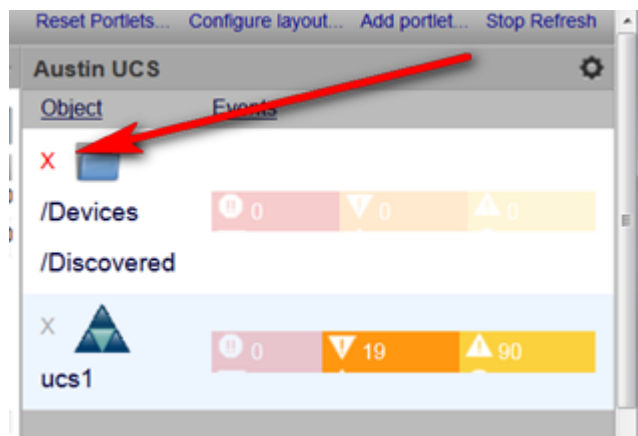 Reset Portlets... Configure layout... Add portlet... Stop Refresh
Austin UCS
Object Events
X
/Devices 0 0 0
/Discovered
X
ucs1 0 19 90